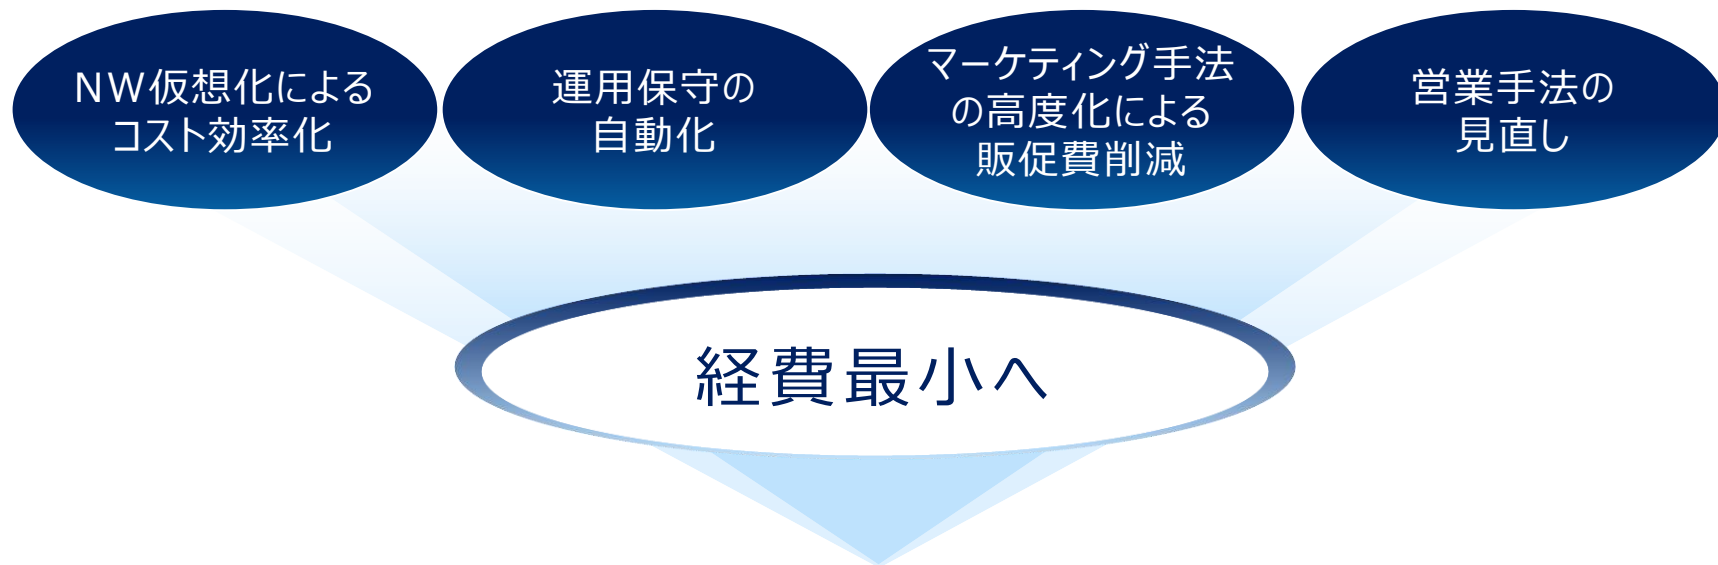 NW仮想化による
コスト効率化
運用保守の
自動化
マーケティング手法
の高度化による
販促費削減
営業手法の
見直し
経費最小へ